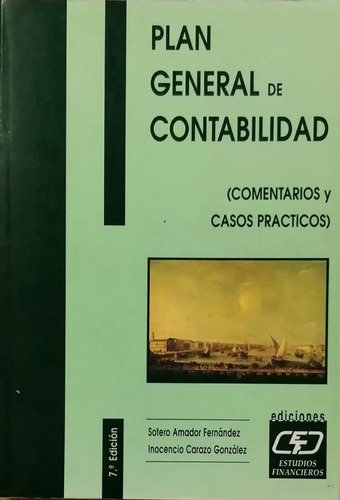 PLAN
GENERAL DE
CONTABILIDAD
(COMENTARIOS y
CASOS PRACTICOS)
7.ª Edición
Sotero Amador Fernández
Inocencio Carazo González
ediciones
CEF
ESTUDIOS
FINANCIEROS